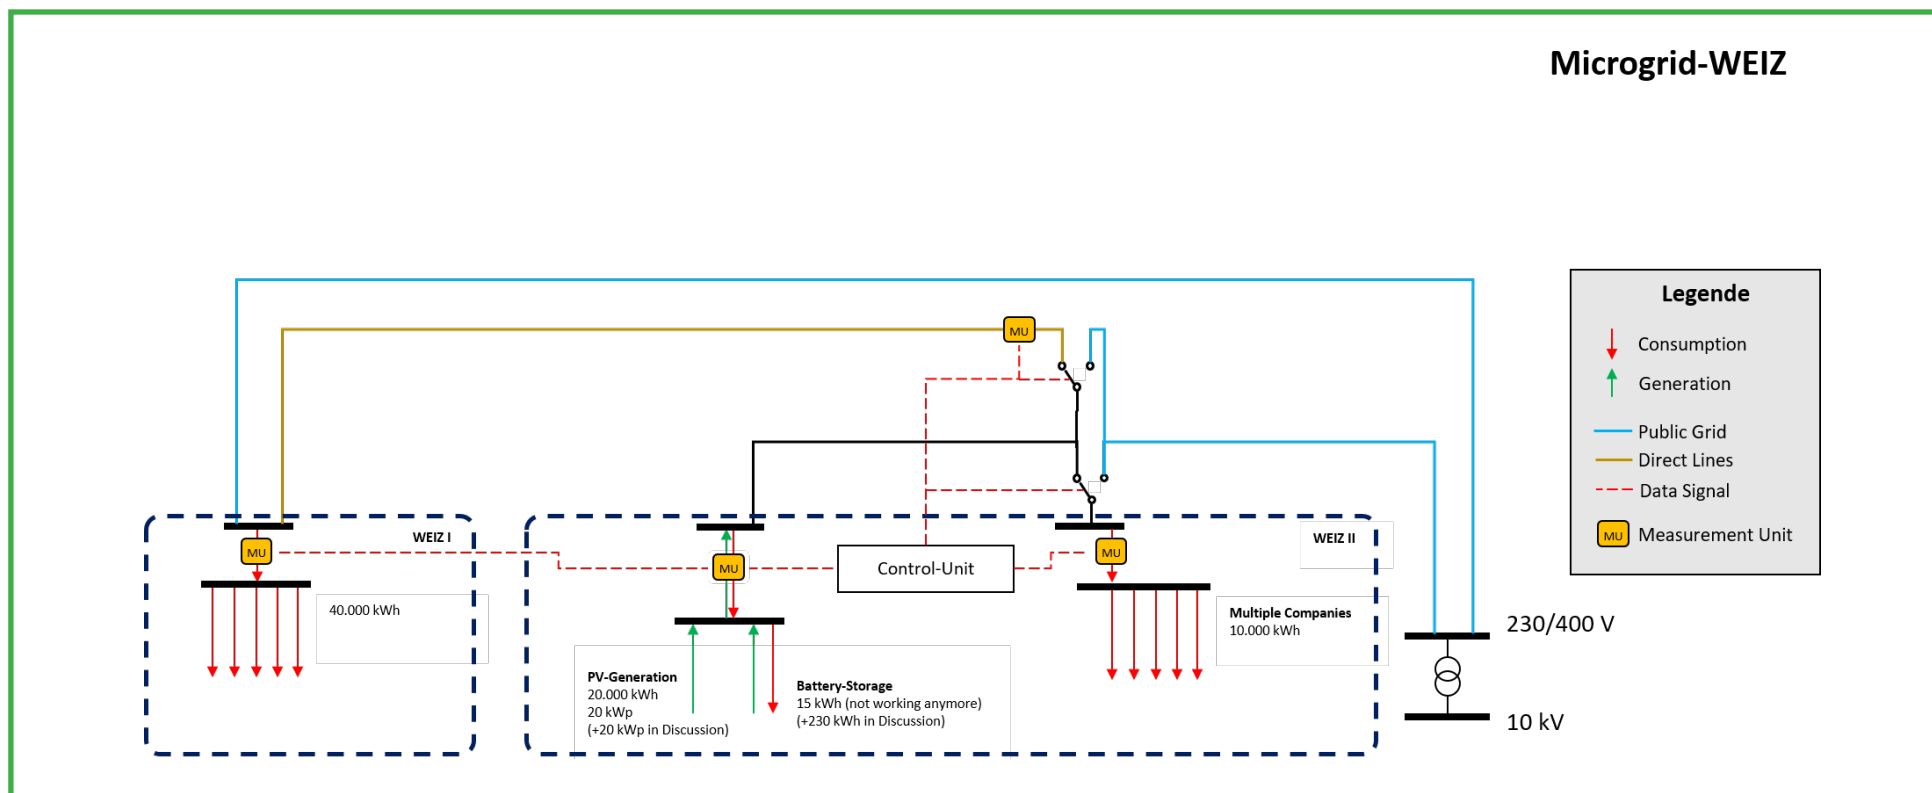 Microgrid-WEIZ
Legende
Consumption
Generation
Public Grid
Direct Lines
Data Signal
MU Measurement Unit
MU
WEIZ I
MU
40.000 kWh
MU
Control-Unit
MU
WEIZ II
PV-Generation
20.000 kWh
20 kWp
(+20 kWp in Discussion)
Battery-Storage
15 kWh (not working anymore)
(+230 kWh in Discussion)
Multiple Companies
10.000 kWh
230/400 V
10 kV